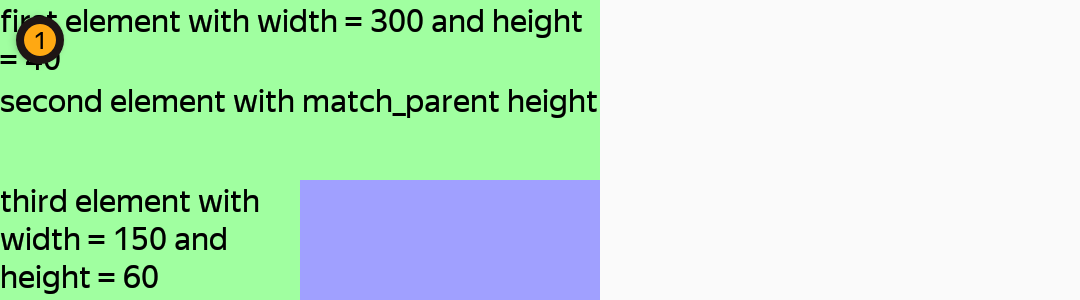 first element with width = 300 and height
= 40
1
second element with match_parent height
third element with
width = 150 and
height = 60